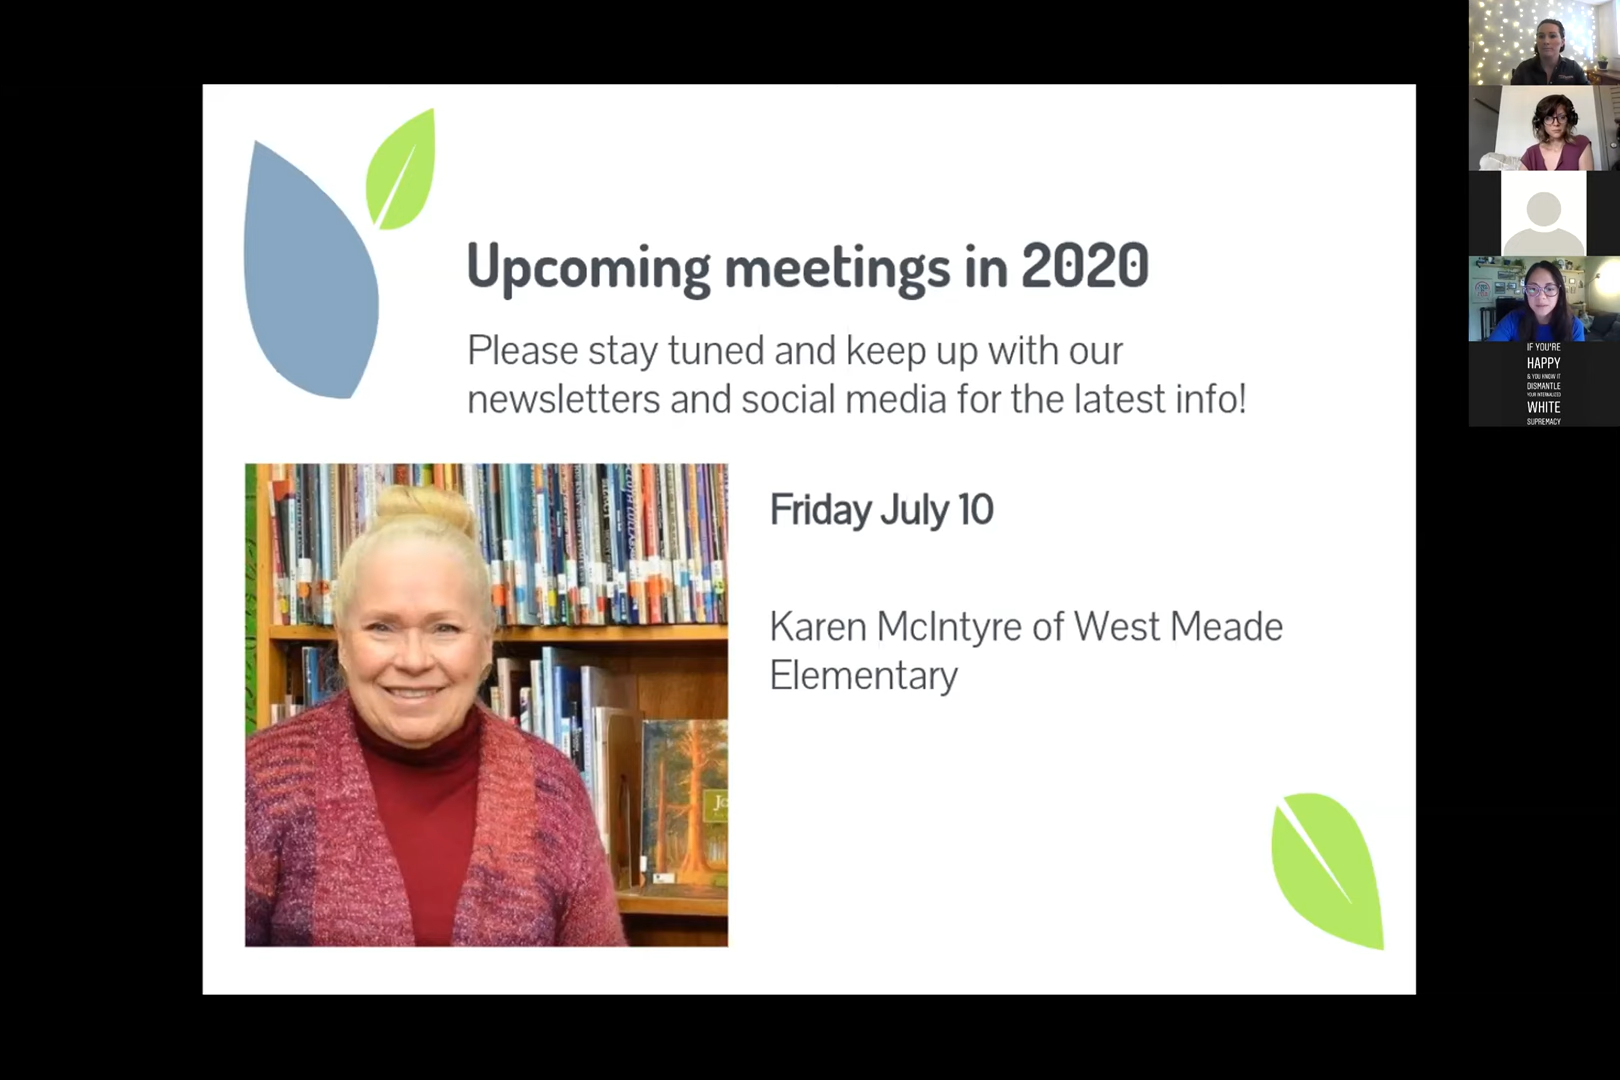 Upcoming meetings in 2020
Please stay tuned and keep up with our
newsletters and social media for the latest info!
Friday July 10
Karen McIntyre of West Meade
Elementary
IF YOU'RE
HAPPY
& YOU KNOW IT
DISMANTLE
YOUR INTERNALIZED
WHITE
SUPREMACY